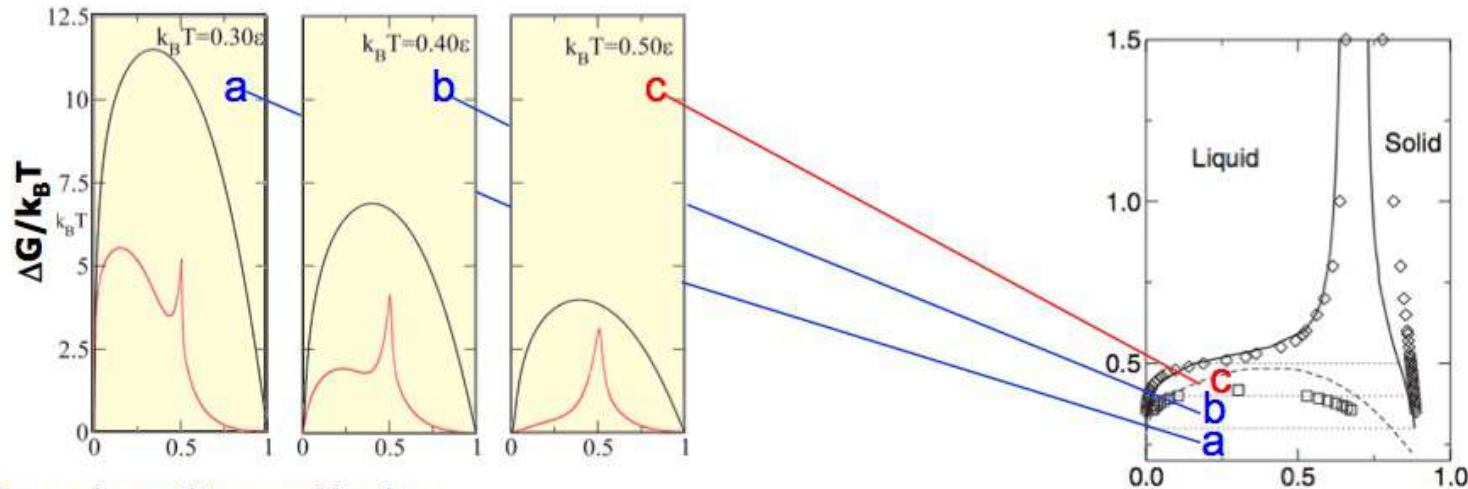 12.5
10
7.5
5
2.5
0
ΔG/k_BT
k_BT
k_BT=0.30ε
k_BT=0.40ε
k_BT=0.50ε
a
b
c
0 0.5 1
0 0.5 1
0 0.5 1
1.5
1.0
0.5
Liquid
Solid
c
b
a
0.0 0.5 1.0